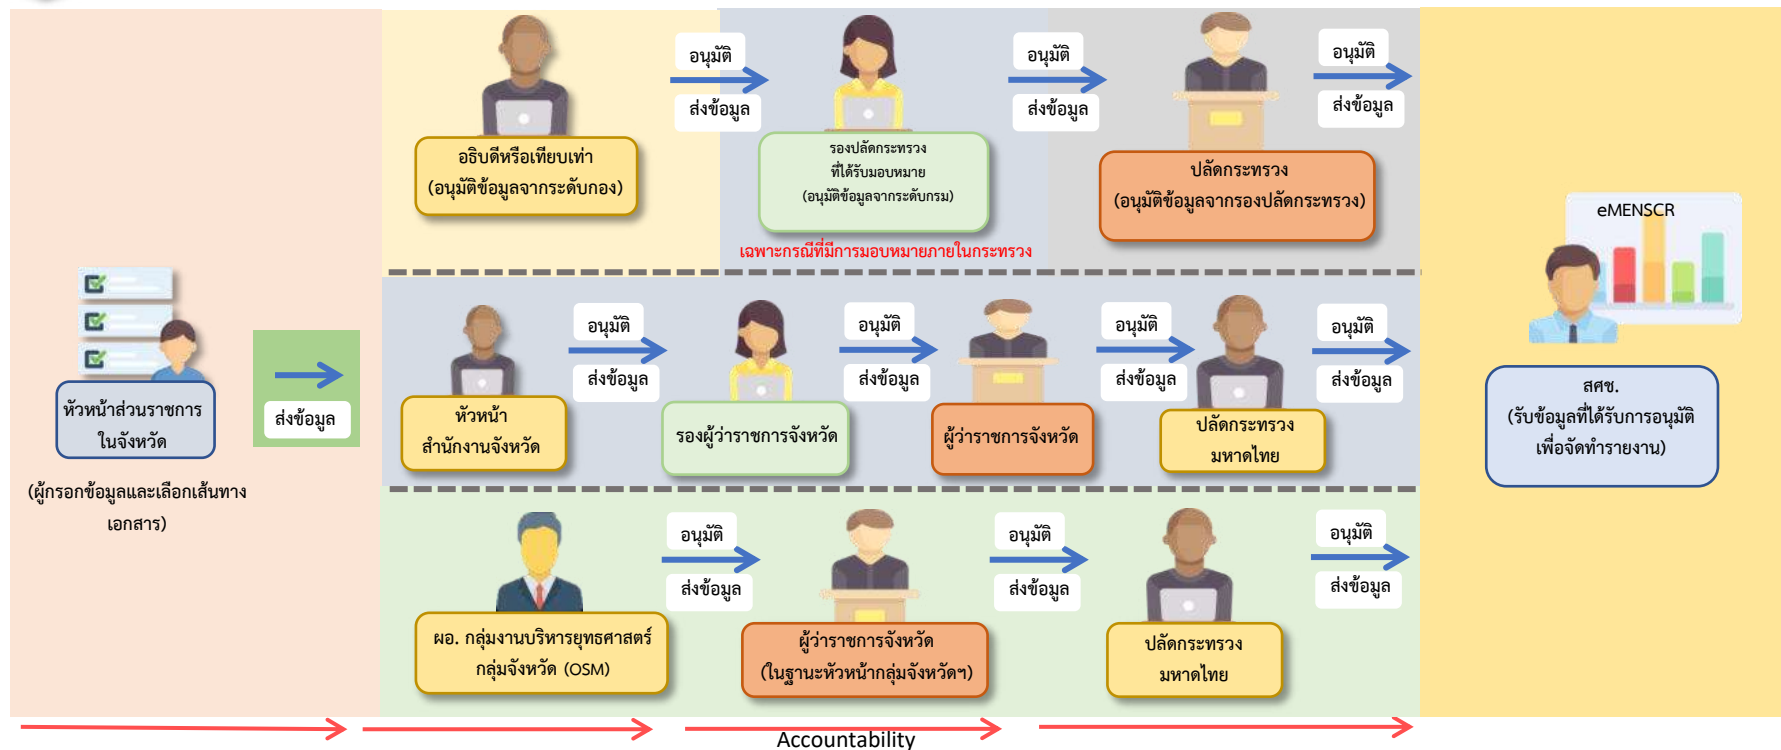 หัวหน้าส่วนราชการ
ในจังหวัด
(ผู้กรอกข้อมูลและเลือกเส้นทาง
เอกสาร)
ส่งข้อมูล
อธิบดีหรือเทียบเท่า
(อนุมัติข้อมูลจากระดับกอง)
อนุมัติ
ส่งข้อมูล
รองปลัดกระทรวง
ที่ได้รับมอบหมาย
(อนุมัติข้อมูลจากระดับกรม)
เฉพาะกรณีที่มีการมอบหมายภายในกระทรวง
อนุมัติ
ส่งข้อมูล
ปลัดกระทรวง
(อนุมัติข้อมูลจากรองปลัดกระทรวง)
อนุมัติ
ส่งข้อมูล
หัวหน้า
สำนักงานจังหวัด
อนุมัติ
ส่งข้อมูล
รองผู้ว่าราชการจังหวัด
อนุมัติ
ส่งข้อมูล
ผู้ว่าราชการจังหวัด
อนุมัติ
ส่งข้อมูล
ปลัดกระทรวง
มหาดไทย
อนุมัติ
ส่งข้อมูล
ผอ. กลุ่มงานบริหารยุทธศาสตร์
กลุ่มจังหวัด (OSM)
อนุมัติ
ส่งข้อมูล
ผู้ว่าราชการจังหวัด
(ในฐานะหัวหน้ากลุ่มจังหวัดฯ)
อนุมัติ
ส่งข้อมูล
ปลัดกระทรวง
มหาดไทย
อนุมัติ
ส่งข้อมูล
eMENSCR
สศช.
(รับข้อมูลที่ได้รับการอนุมัติ
เพื่อจัดทำรายงาน)
Accountability